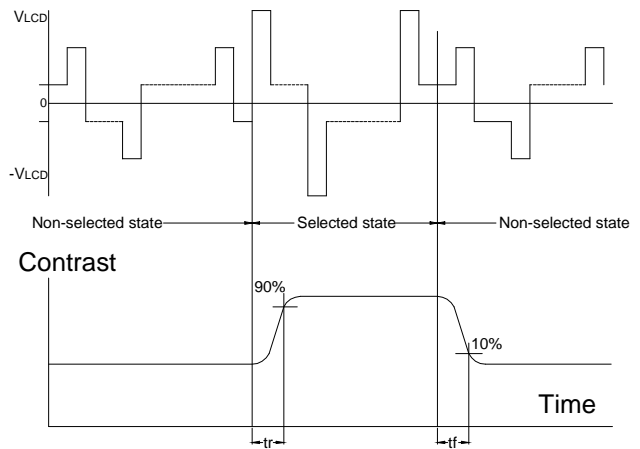 VLCD
0
-VLCD
Non-selected state
Selected state
Non-selected state
Contrast
90%
10%
Time
tr
tf